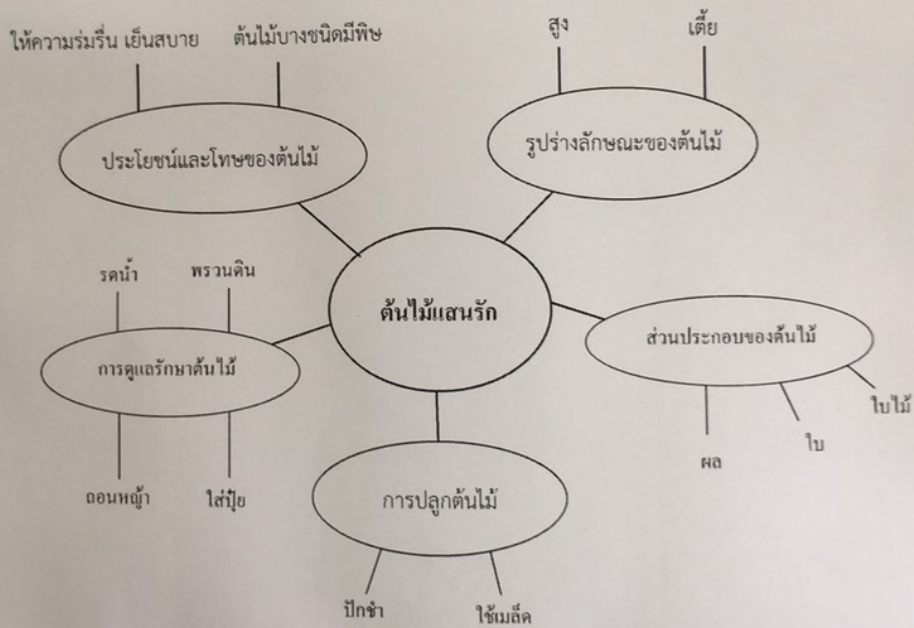 ให้ความร่มรื่น เย็นสบาย
ต้นไม้บางชนิดมีพิษ
ประโยชน์และโทษของต้นไม้
สูง
เตี้ย
รูปร่างลักษณะของต้นไม้
ต้นไม้แสนรัก
รดน้ำ
พรวนดิน
การดูแลรักษาต้นไม้
ถอนหญ้า
ใส่ปุ๋ย
ส่วนประกอบของต้นไม้
ผล
ใบ
ใบไม้
การปลูกต้นไม้
ปักชำ
ใช้เมล็ด